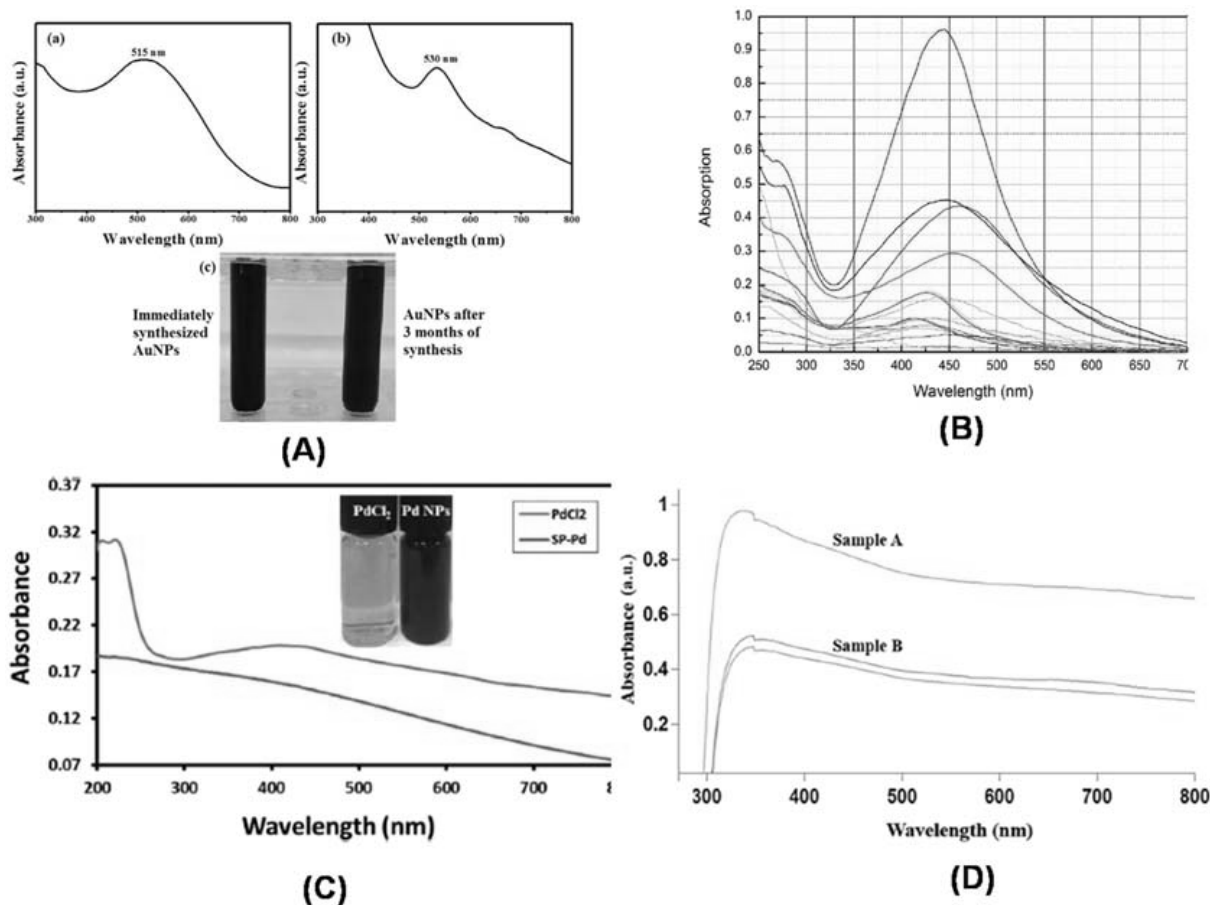 (a)
515 nm
Absorbance (a.u.)
300 400 500 600 700 800
Wavelength (nm)
(b)
530 nm
Absorbance (a.u.)
300 400 500 600 700 800
Wavelength (nm)
(c)
Immediately
synthesized
AuNPs
AuNPs after
3 months of
synthesis
(A)
1.0
0.9
0.8
0.7
0.6
0.5
0.4
0.3
0.2
0.1
0.0
Absorption
250 300 350 400 450 500 550 600 650 70
Wavelength (nm)
(B)
0.37
0.32
0.27
0.22
0.17
0.12
0.07
Absorbance
PdCl2 Pd NPs
PdCl2
SP-Pd
200 300 400 500 600 700
Wavelength (nm)
(C)
1
0.8
0.6
0.4
0.2
Absorbance (a.u.)
Sample A
Sample B
300 400 500 600 700 800
Wavelength (nm)
(D)